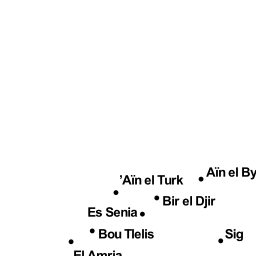 Aïn el By
’Aïn el Turk
Bir el Djir
Es Senia
Bou Tlelis
Sig
El Amria